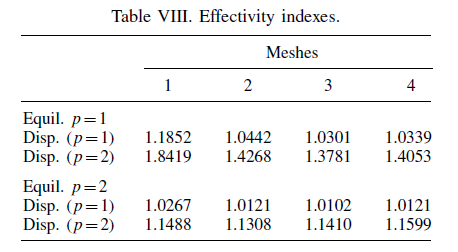 Table VIII. Effectivity indexes.
Meshes
1 2 3 4
Equil. p=1
Disp. (p=1) 1.1852 1.0442 1.0301 1.0339
Disp. (p=2) 1.8419 1.4268 1.3781 1.4053
Equil. p=2
Disp. (p=1) 1.0267 1.0121 1.0102 1.0121
Disp. (p=2) 1.1488 1.1308 1.1410 1.1599